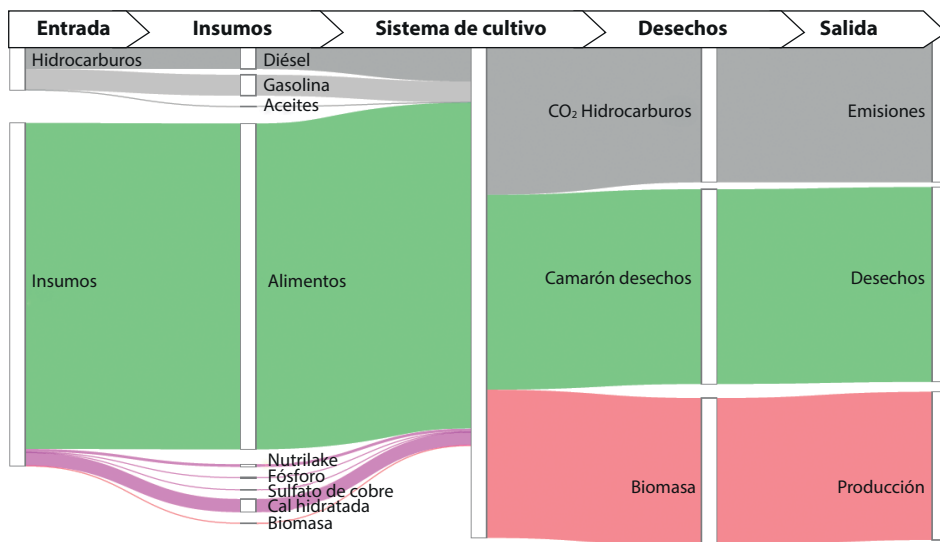 Entrada
Insumos
Sistema de cultivo
Desechos
Salida
Hidrocarburos
Diésel
Gasolina
Aceites
CO₂ Hidrocarburos
Emisiones
Insumos
Alimentos
Camarón desechos
Desechos
Nutrilake
Fósforo
Sulfato de cobre
Cal hidratada
Biomasa
Biomasa
Producción